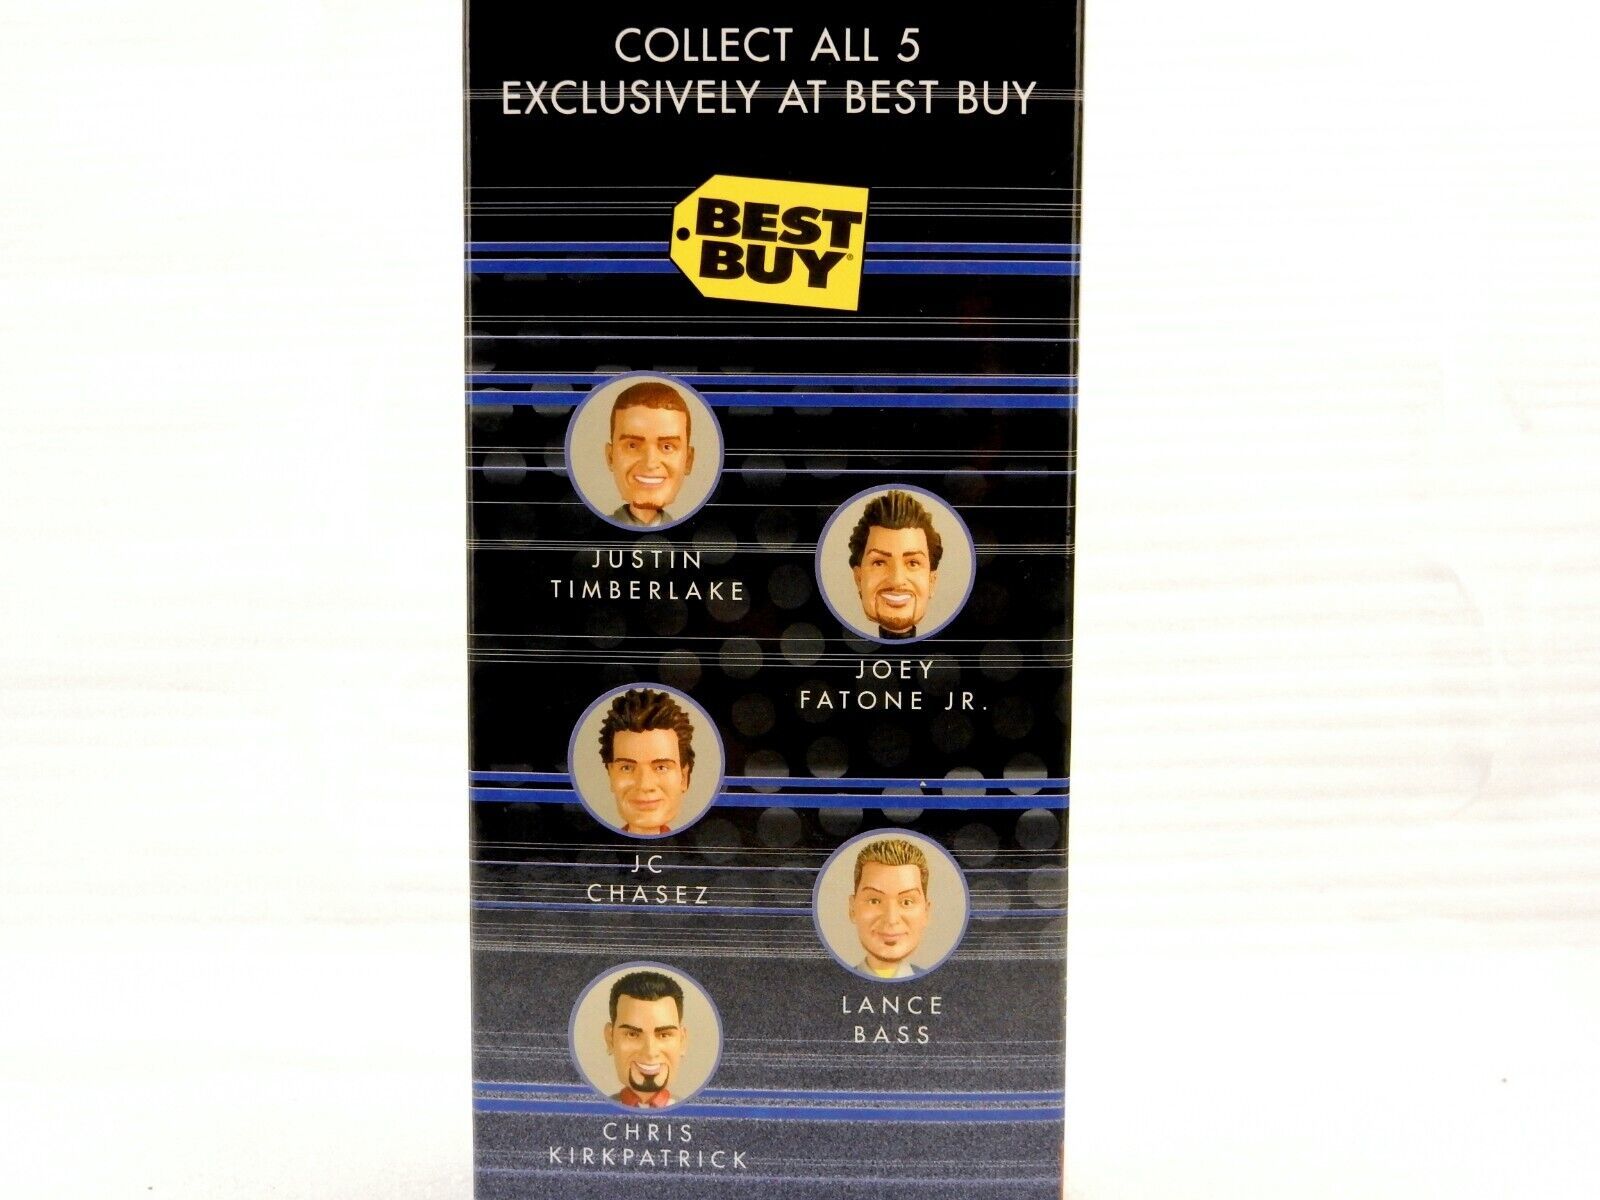 COLLECT ALL 5
EXCLUSIVELY AT BEST BUY
BEST
BUY®
JUSTIN
TIMBERLAKE
JOEY
FATONE JR.
JC
CHASEZ
LANCE
BASS
CHRIS
KIRKPATRICK